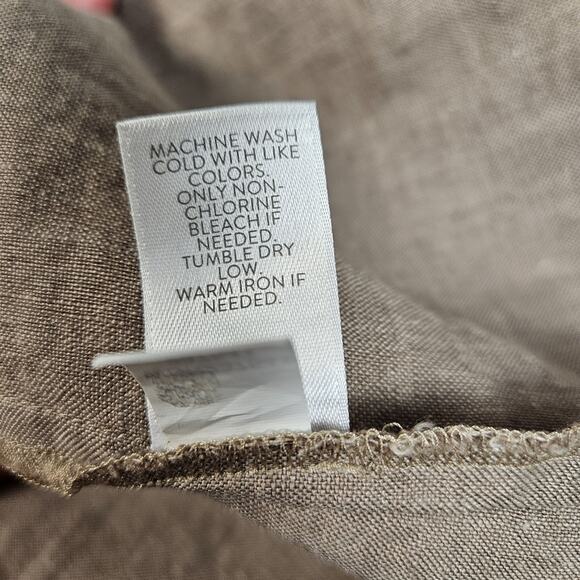 MACHINE WASH
COLD WITH LIKE
COLORS.
ONLY NON-
CHLORINE
BLEACH IF
NEEDED.
TUMBLE DRY
LOW.
WARM IRON IF
NEEDED.